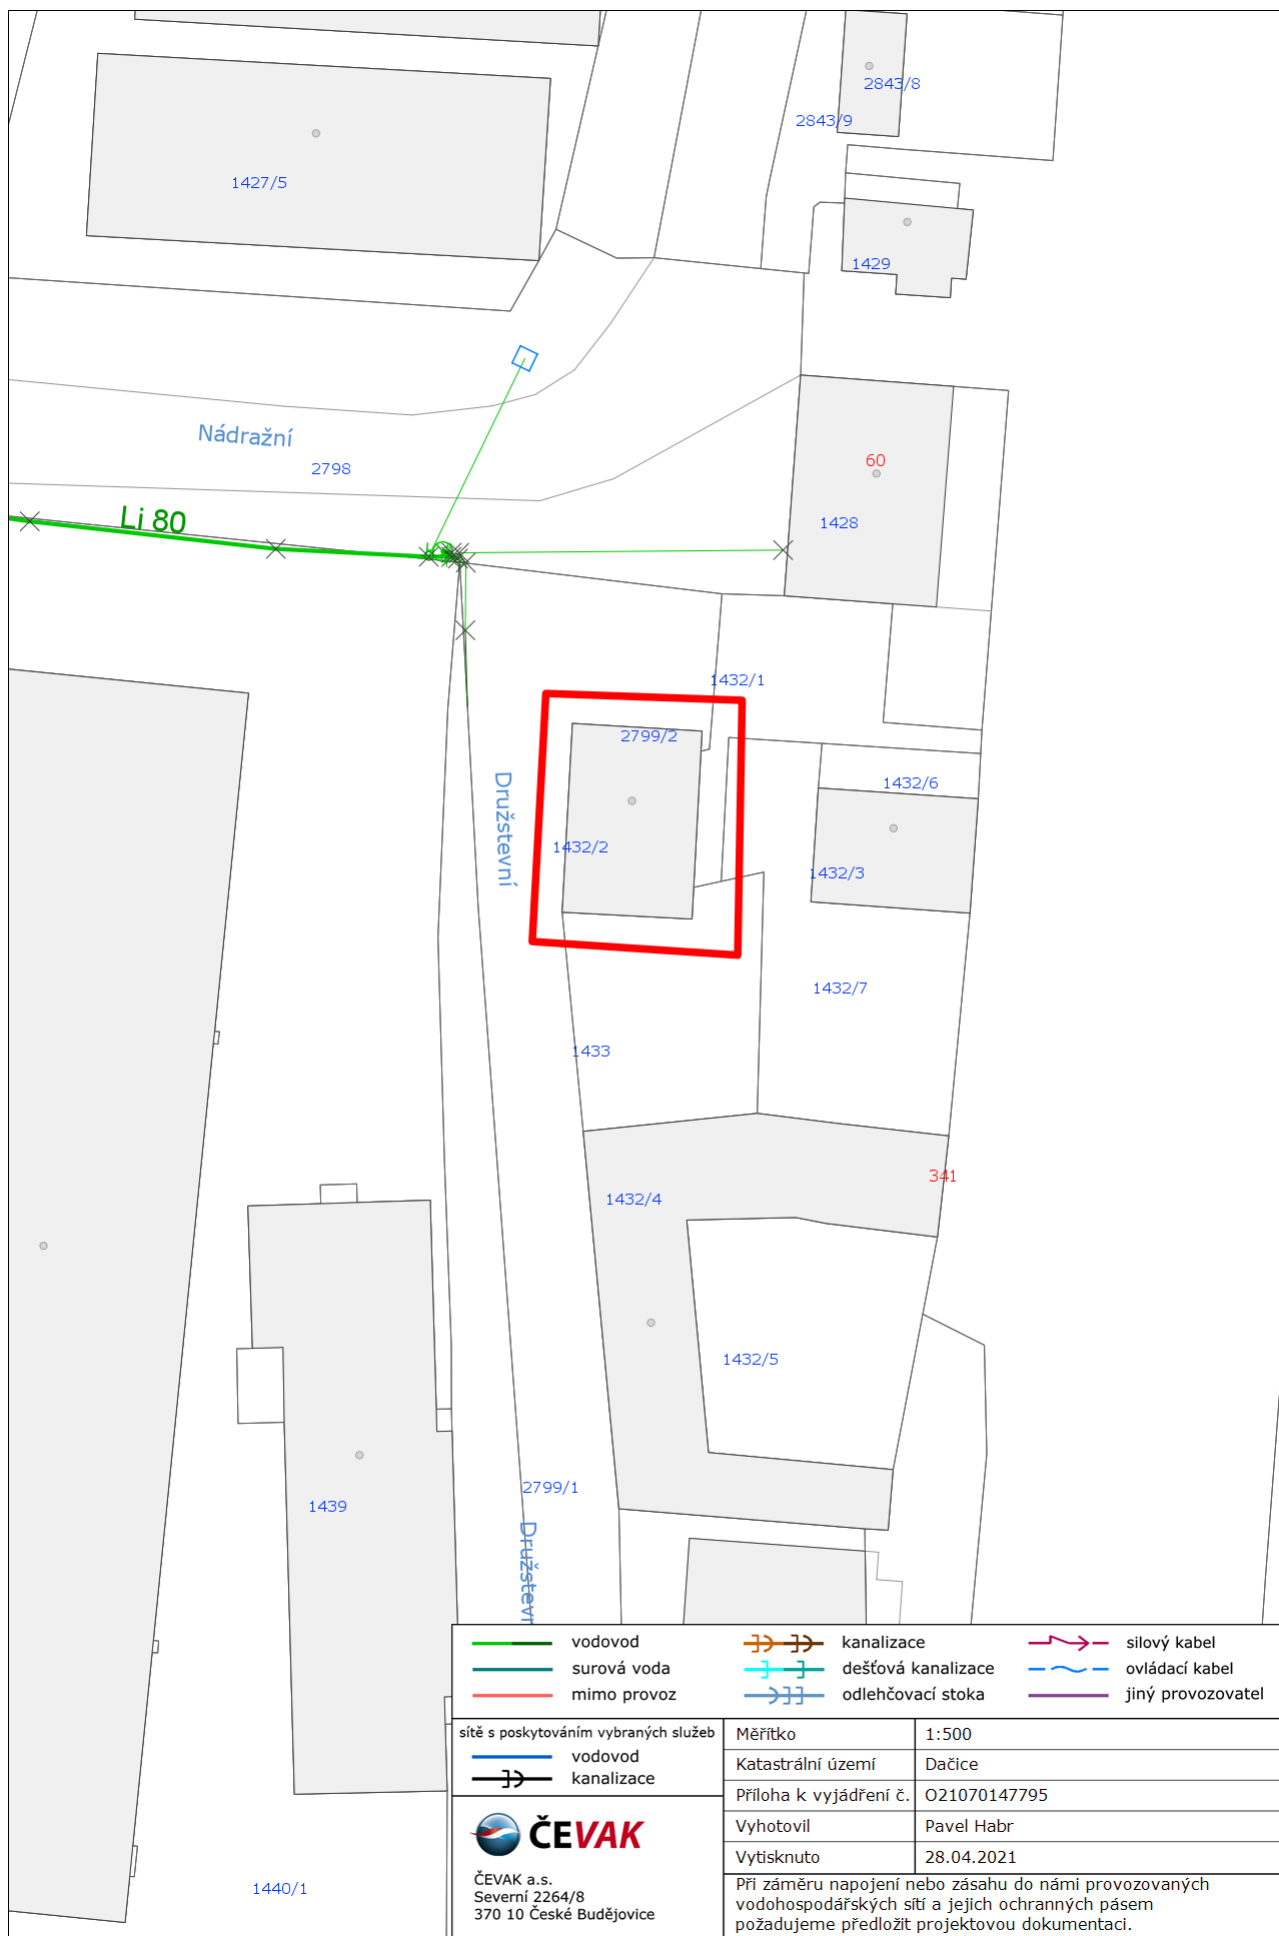 2843/8
2843/9
1427/5
1429
Nádražní
2798
60
1428
Li 80
1432/1
2799/2
Družstevní
1432/6
1432/2
1432/3
1432/7
1433
341
1432/4
1432/5
2799/1
1439
Družstevr
1440/1
vodovod
surová voda
mimo provoz
kanalizace
dešťová kanalizace
odlehčovací stoka
silový kabel
ovládací kabel
jiný provozovatel
sítě s poskytováním vybraných služeb
vodovod
kanalizace
ČEVAK
ČEVAK a.s.
Severní 2264/8
370 10 České Budějovice
Měřítko 1:500
Katastrální území Dačice
Příloha k vyjádření č. O21070147795
Vyhotovil Pavel Habr
Vytisknuto 28.04.2021
Při záměru napojení nebo zásahu do námi provozovaných
vodohospodářských sítí a jejich ochranných pásem
požadujeme předložit projektovou dokumentaci.